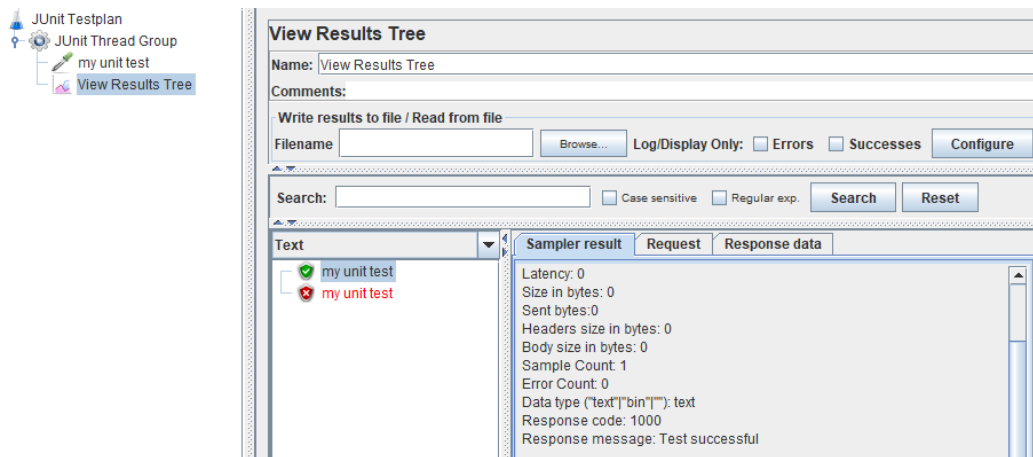 JUnit Testplan
JUnit Thread Group
my unit test
View Results Tree
View Results Tree
Name: View Results Tree
Comments:
Write results to file / Read from file
Filename Browse... Log/Display Only: Errors Successes Configure
Search: Case sensitive Regular exp. Search Reset
Text
my unit test
my unit test
Sampler result Request Response data
Latency: 0
Size in bytes: 0
Sent bytes:0
Headers size in bytes: 0
Body size in bytes: 0
Sample Count: 1
Error Count: 0
Data type ("text"|"bin"|""): text
Response code: 1000
Response message: Test successful